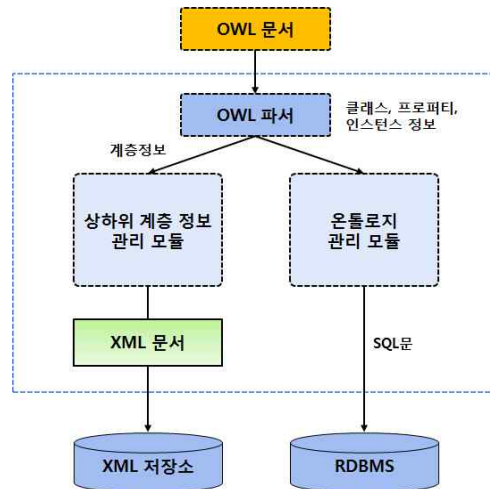 OWL 문서
OWL 파서
클래스, 프로퍼티,
인스턴스 정보
계층정보
상하위 계층 정보
관리 모듈
온톨로지
관리 모듈
XML 문서
SQL문
XML 저장소
RDBMS